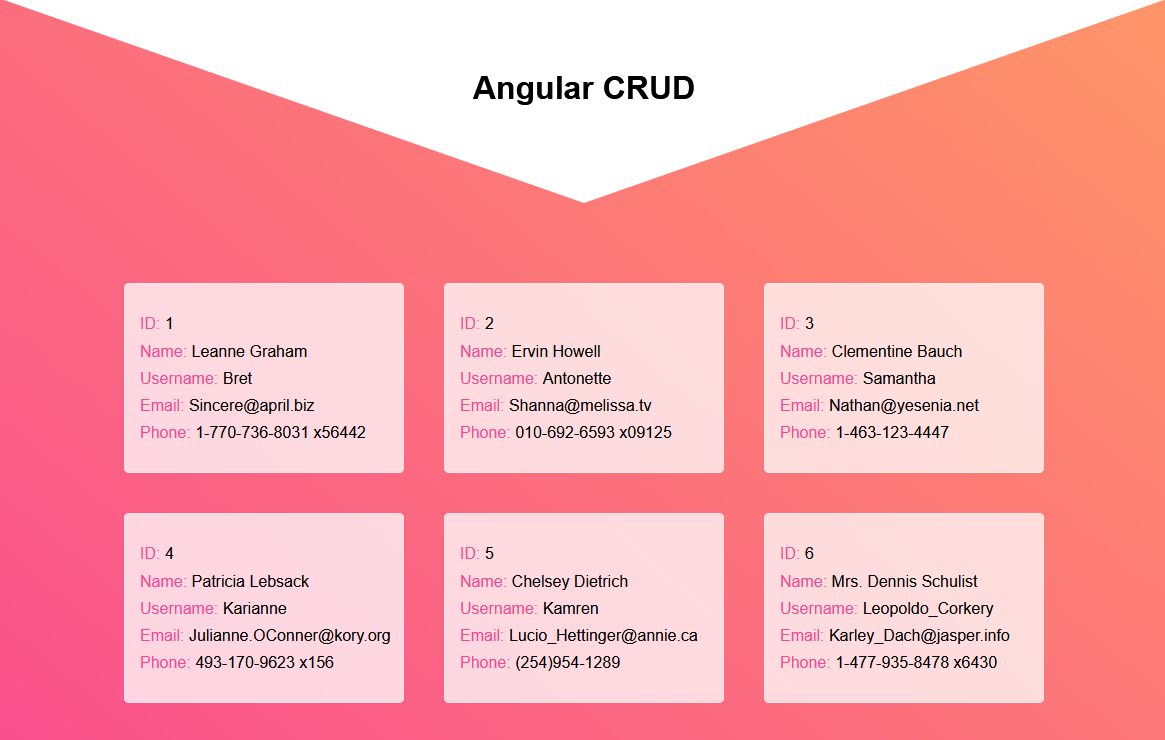 Angular CRUD
ID: 1
Name: Leanne Graham
Username: Bret
Email: Sincere@april.biz
Phone: 1-770-736-8031 x56442
ID: 2
Name: Ervin Howell
Username: Antonette
Email: Shanna@melissa.tv
Phone: 010-692-6593 x09125
ID: 3
Name: Clementine Bauch
Username: Samantha
Email: Nathan@yesenia.net
Phone: 1-463-123-4447
ID: 4
Name: Patricia Lebsack
Username: Karianne
Email: Julianne.OConner@kory.org
Phone: 493-170-9623 x156
ID: 5
Name: Chelsey Dietrich
Username: Kamren
Email: Lucio_Hettinger@annie.ca
Phone: (254)954-1289
ID: 6
Name: Mrs. Dennis Schulist
Username: Leopoldo_Corkery
Email: Karley_Dach@jasper.info
Phone: 1-477-935-8478 x6430